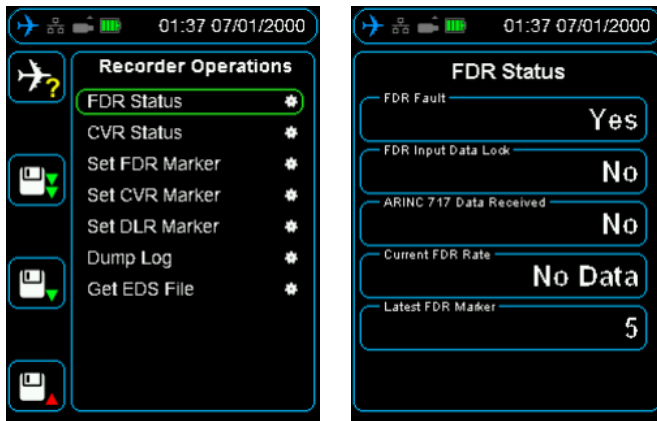 01:37 07/01/2000
?
Recorder Operations
FDR Status
CVR Status
Set FDR Marker
Set CVR Marker
Set DLR Marker
Dump Log
Get EDS File
01:37 07/01/2000
FDR Status
FDR Fault
Yes
FDR Input Data Lock
No
ARINC 717 Data Received
No
Current FDR Rate
No Data
Latest FDR Marker
5